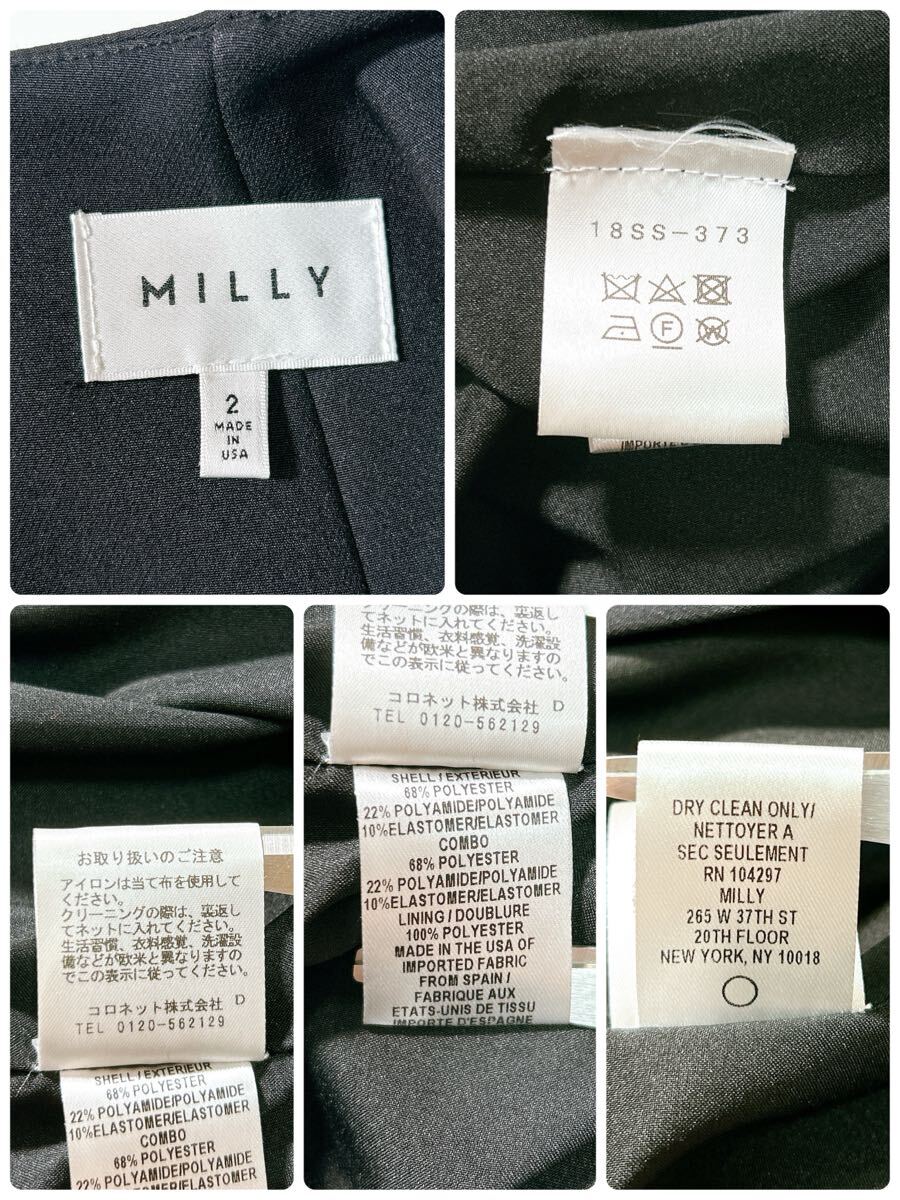 MILLY
2
MADE
IN
USA
18SS-373
F
W
IMPORTED
お取り扱いのご注意
アイロンは当て布を使用して
ください。
クリーニングの際は、裏返し
てネットに入れてください。
生活習慣、衣料感覚、洗濯設
備などが欧米と異なりますの
でこの表示に従ってください。
コロネット株式会社 D
TEL 0120-562129
SHELL/EXTERIEUR
68% POLYESTER
22% POLYAMIDE/POLYAMIDE
10%ELASTOMER/ELASTOMER
COMBO
68% POLYESTER
22% POLYAMIDE/POLYAMIDE
クリーニングの際は、裏返し
てネットに入れてください。
生活習慣、衣料感覚、洗濯設
備などが欧米と異なりますの
でこの表示に従ってください。
コロネット株式会社 D
TEL 0120-562129
SHELL/EXTERIEUR
68% POLYESTER
22% POLYAMIDE/POLYAMIDE
10%ELASTOMER/ELASTOMER
COMBO
68% POLYESTER
22% POLYAMIDE/POLYAMIDE
10%ELASTOMER/ELASTOMER
LINING / DOUBLURE
100% POLYESTER
MADE IN THE USA OF
IMPORTED FABRIC
FROM SPAIN /
FABRIQUE AUX
ETATS-UNIS DE TISSU
IMPORTE D'ESPAGNE
DRY CLEAN ONLY/
NETTOYER A
SEC SEULEMENT
RN 104297
MILLY
265 W 37TH ST
20TH FLOOR
NEW YORK, NY 10018